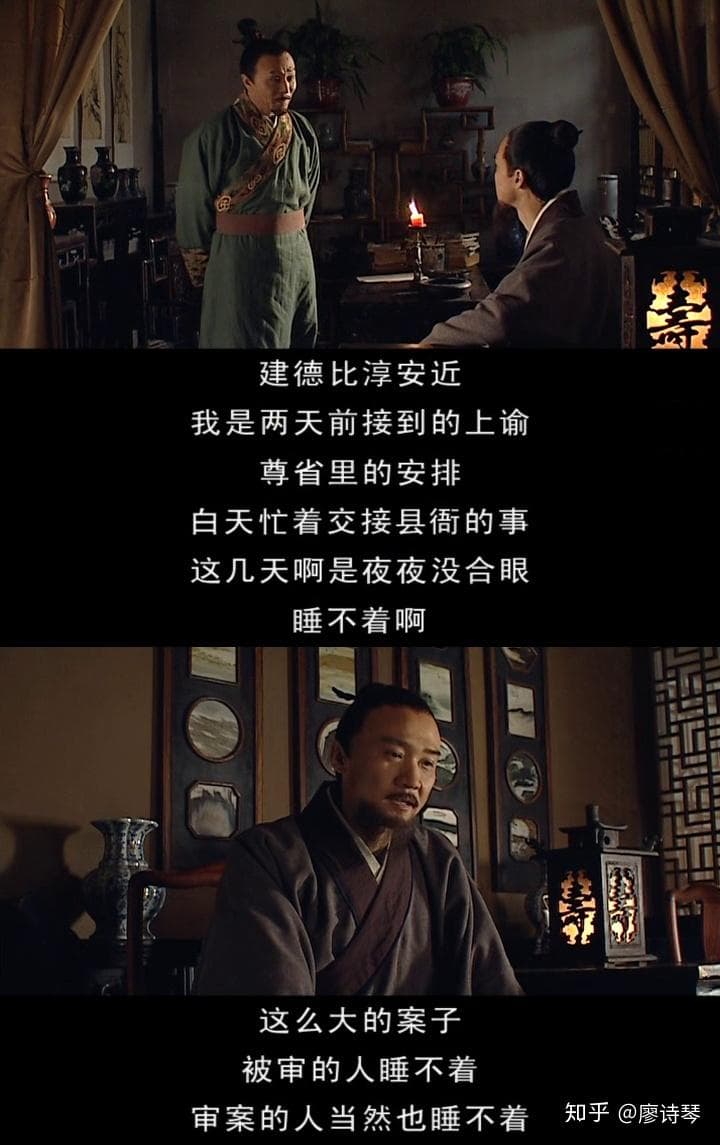 寿
建德比淳安近
我是两天前接到的上谕
尊省里的安排
白天忙着交接县衙的事
这几天啊是夜夜没合眼
睡不着啊
寿
寿
这么大的案子
被审的人睡不着
审案的人当然也睡不着
知乎 @廖诗琴